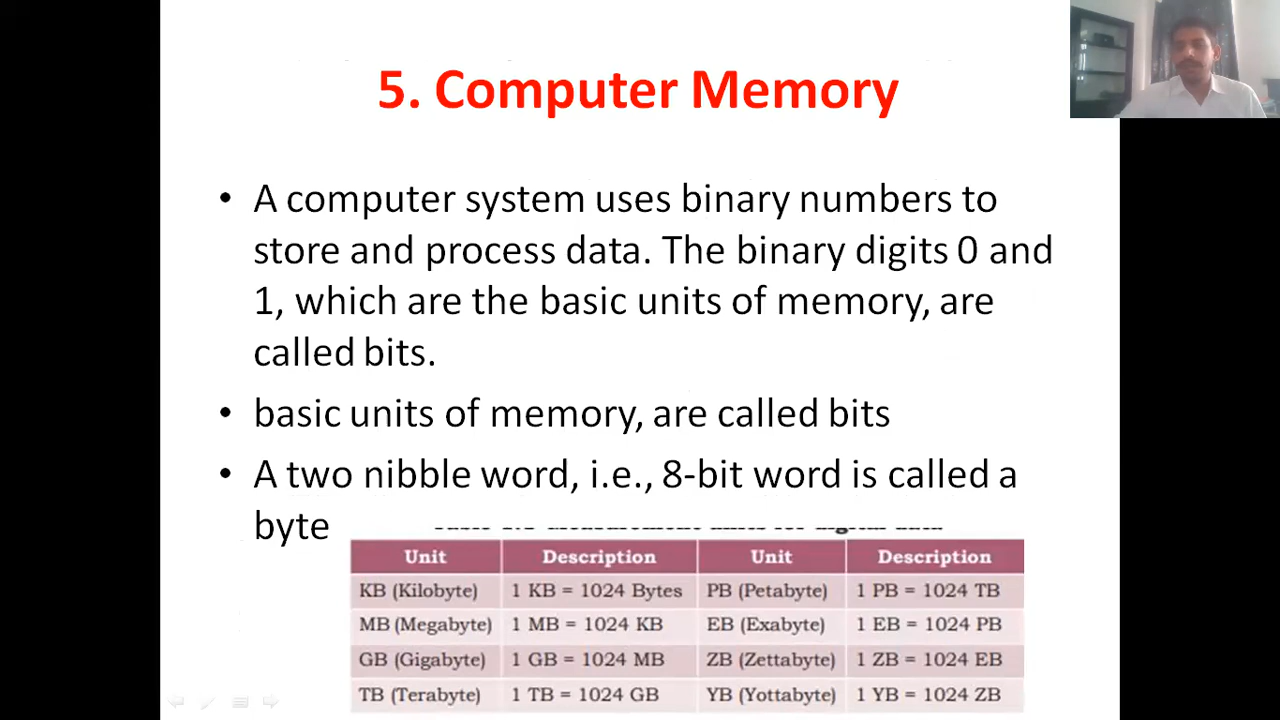 5. Computer Memory
• A computer system uses binary numbers to
store and process data. The binary digits 0 and
1, which are the basic units of memory, are
called bits.
• basic units of memory, are called bits
• A two nibble word, i.e., 8-bit word is called a
byte
Unit Description Unit Description
KB (Kilobyte) 1 KB = 1024 Bytes PB (Petabyte) 1 PB = 1024 TB
MB (Megabyte) 1 MB = 1024 KB EB (Exabyte) 1 EB = 1024 PB
GB (Gigabyte) 1 GB = 1024 MB ZB (Zettabyte) 1 ZB = 1024 EB
TB (Terabyte) 1 TB = 1024 GB YB (Yottabyte) 1 YB = 1024 ZB